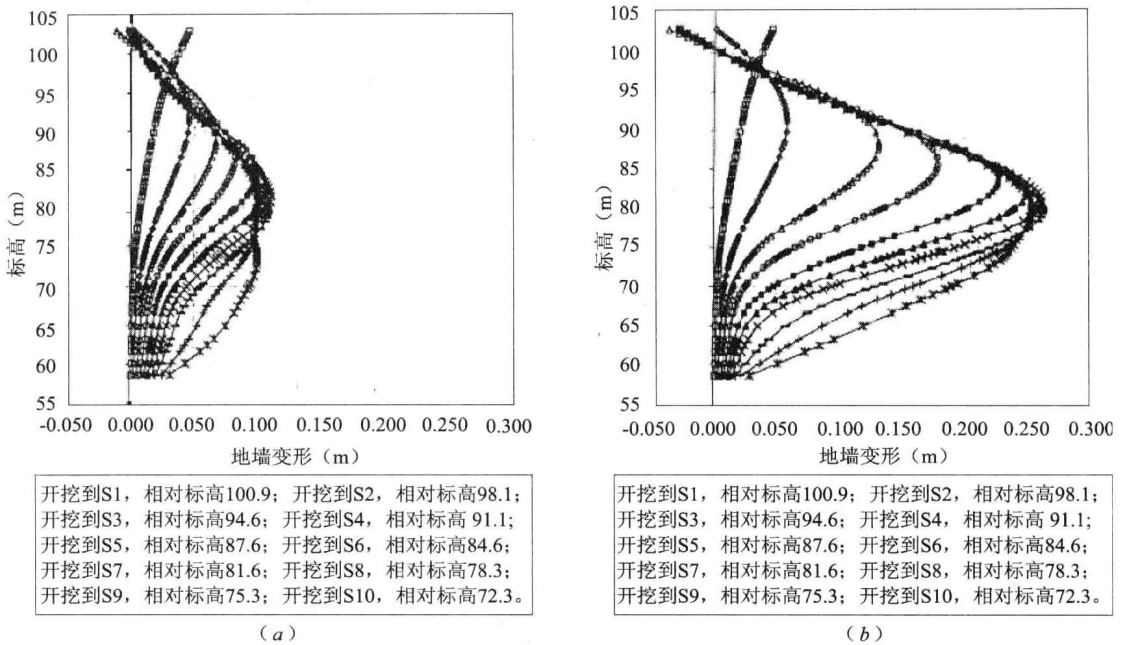 105
100
95
90
85
80
75
70
65
60
55
标高（m）
-0.050 0.000 0.050 0.100 0.150 0.200 0.250 0.300
地墙变形（m）
开挖到S1，相对标高100.9；开挖到S2，相对标高98.1；
开挖到S3，相对标高94.6；开挖到S4，相对标高 91.1；
开挖到S5，相对标高87.6；开挖到S6，相对标高84.6；
开挖到S7，相对标高81.6；开挖到S8，相对标高78.3；
开挖到S9，相对标高75.3；开挖到S10，相对标高72.3。
（a）
105
100
95
90
85
80
75
70
65
60
55
标高（m）
-0.050 0.000 0.050 0.100 0.150 0.200 0.250 0.300
地墙变形（m）
开挖到S1，相对标高100.9；开挖到S2，相对标高98.1；
开挖到S3，相对标高94.6；开挖到S4，相对标高 91.1；
开挖到S5，相对标高87.6；开挖到S6，相对标高84.6；
开挖到S7，相对标高81.6；开挖到S8，相对标高78.3；
开挖到S9，相对标高75.3；开挖到S10，相对标高72.3。
（b）